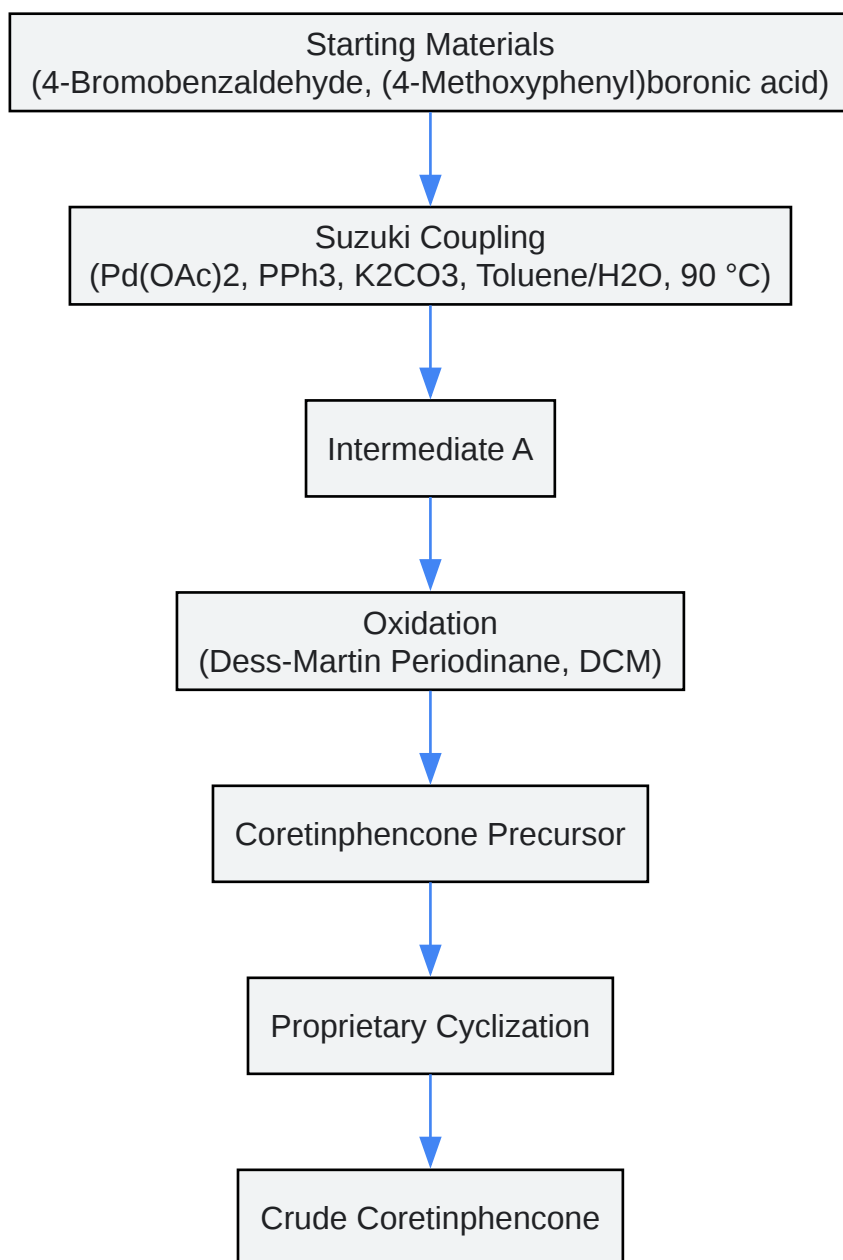 Starting Materials
(4-Bromobenzaldehyde, (4-Methoxyphenyl)boronic acid)
Suzuki Coupling
(Pd(OAc)2, PPh3, K2CO3, Toluene/H2O, 90 °C)
Intermediate A
Oxidation
(Dess-Martin Periodinane, DCM)
Coretinphencone Precursor
Proprietary Cyclization
Crude Coretinphencone